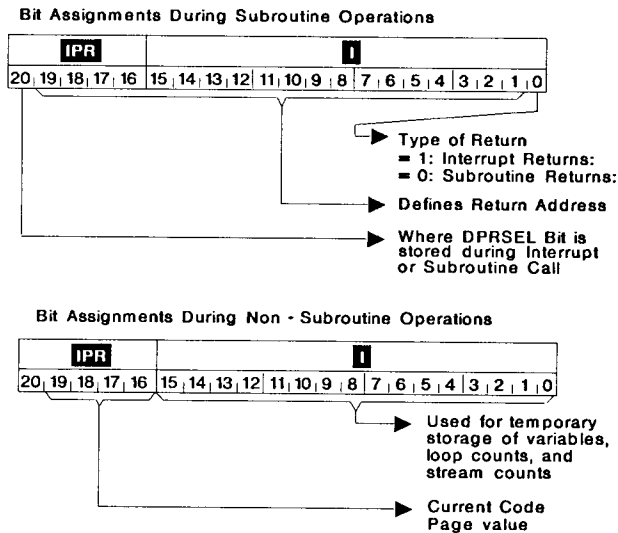 Bit Assignments During Subroutine Operations
IPR I
20 19 18 17 16 15 14 13 12 11 10 9 8 7 6 5 4 3 2 1 0
Type of Return
= 1: Interrupt Returns:
= 0: Subroutine Returns:
Defines Return Address
Where DPRSEL Bit is
stored during Interrupt
or Subroutine Call
Bit Assignments During Non - Subroutine Operations
IPR I
20 19 18 17 16 15 14 13 12 11 10 9 8 7 6 5 4 3 2 1 0
Used for temporary
storage of variables,
loop counts, and
stream counts
Current Code
Page value